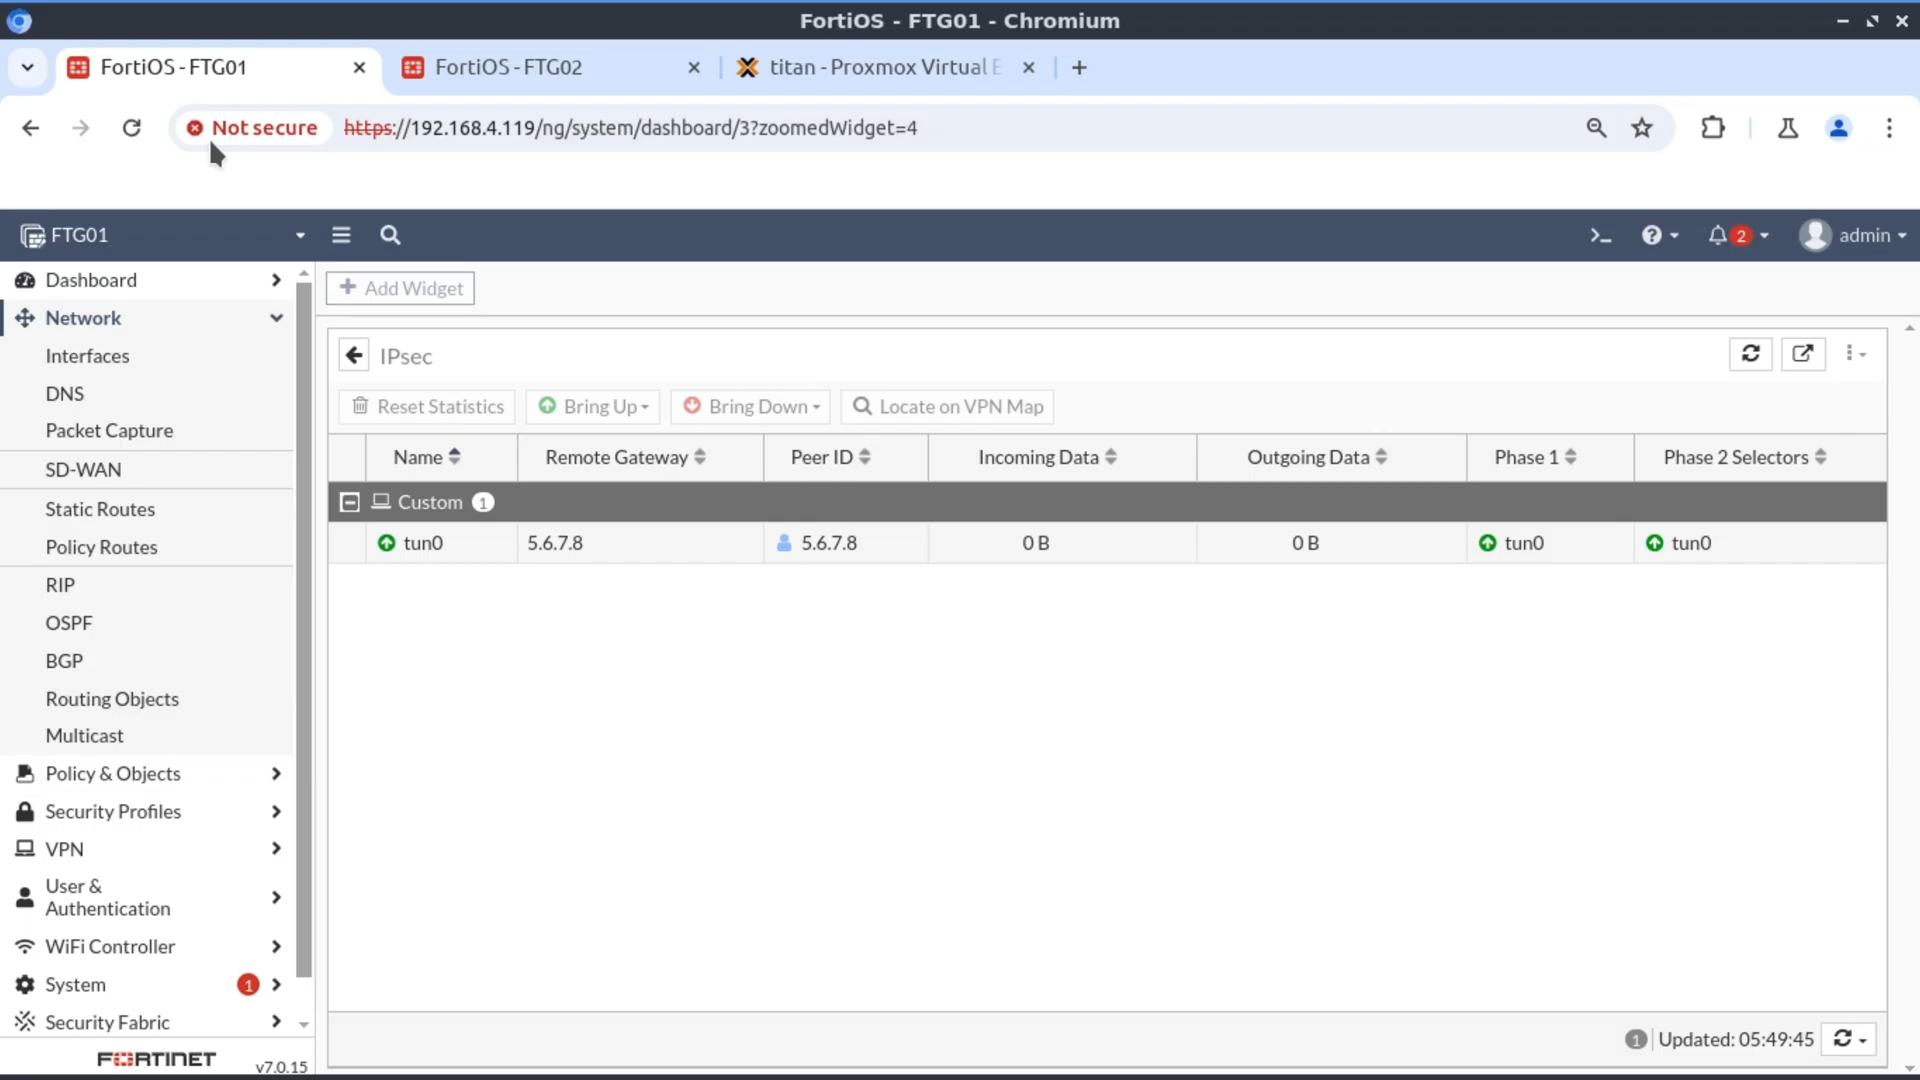 FortiOS - FTG01 - Chromium
FortiOS - FTG01
FortiOS - FTG02
titan - Proxmox Virtual E
Not secure
https://192.168.4.119/ng/system/dashboard/3?zoomedWidget=4
FTG01
>_
2
admin
Dashboard
Network
Interfaces
DNS
Packet Capture
SD-WAN
Static Routes
Policy Routes
RIP
OSPF
BGP
Routing Objects
Multicast
Policy & Objects
Security Profiles
VPN
User &
Authentication
WiFi Controller
System 1
Security Fabric
FORTINET v7.0.15
Add Widget
IPsec
Reset Statistics Bring Up Bring Down Locate on VPN Map
Name Remote Gateway Peer ID Incoming Data Outgoing Data Phase 1 Phase 2 Selectors
Custom 1
tun0 5.6.7.8 5.6.7.8 0 B 0 B tun0 tun0
1 Updated: 05:49:45